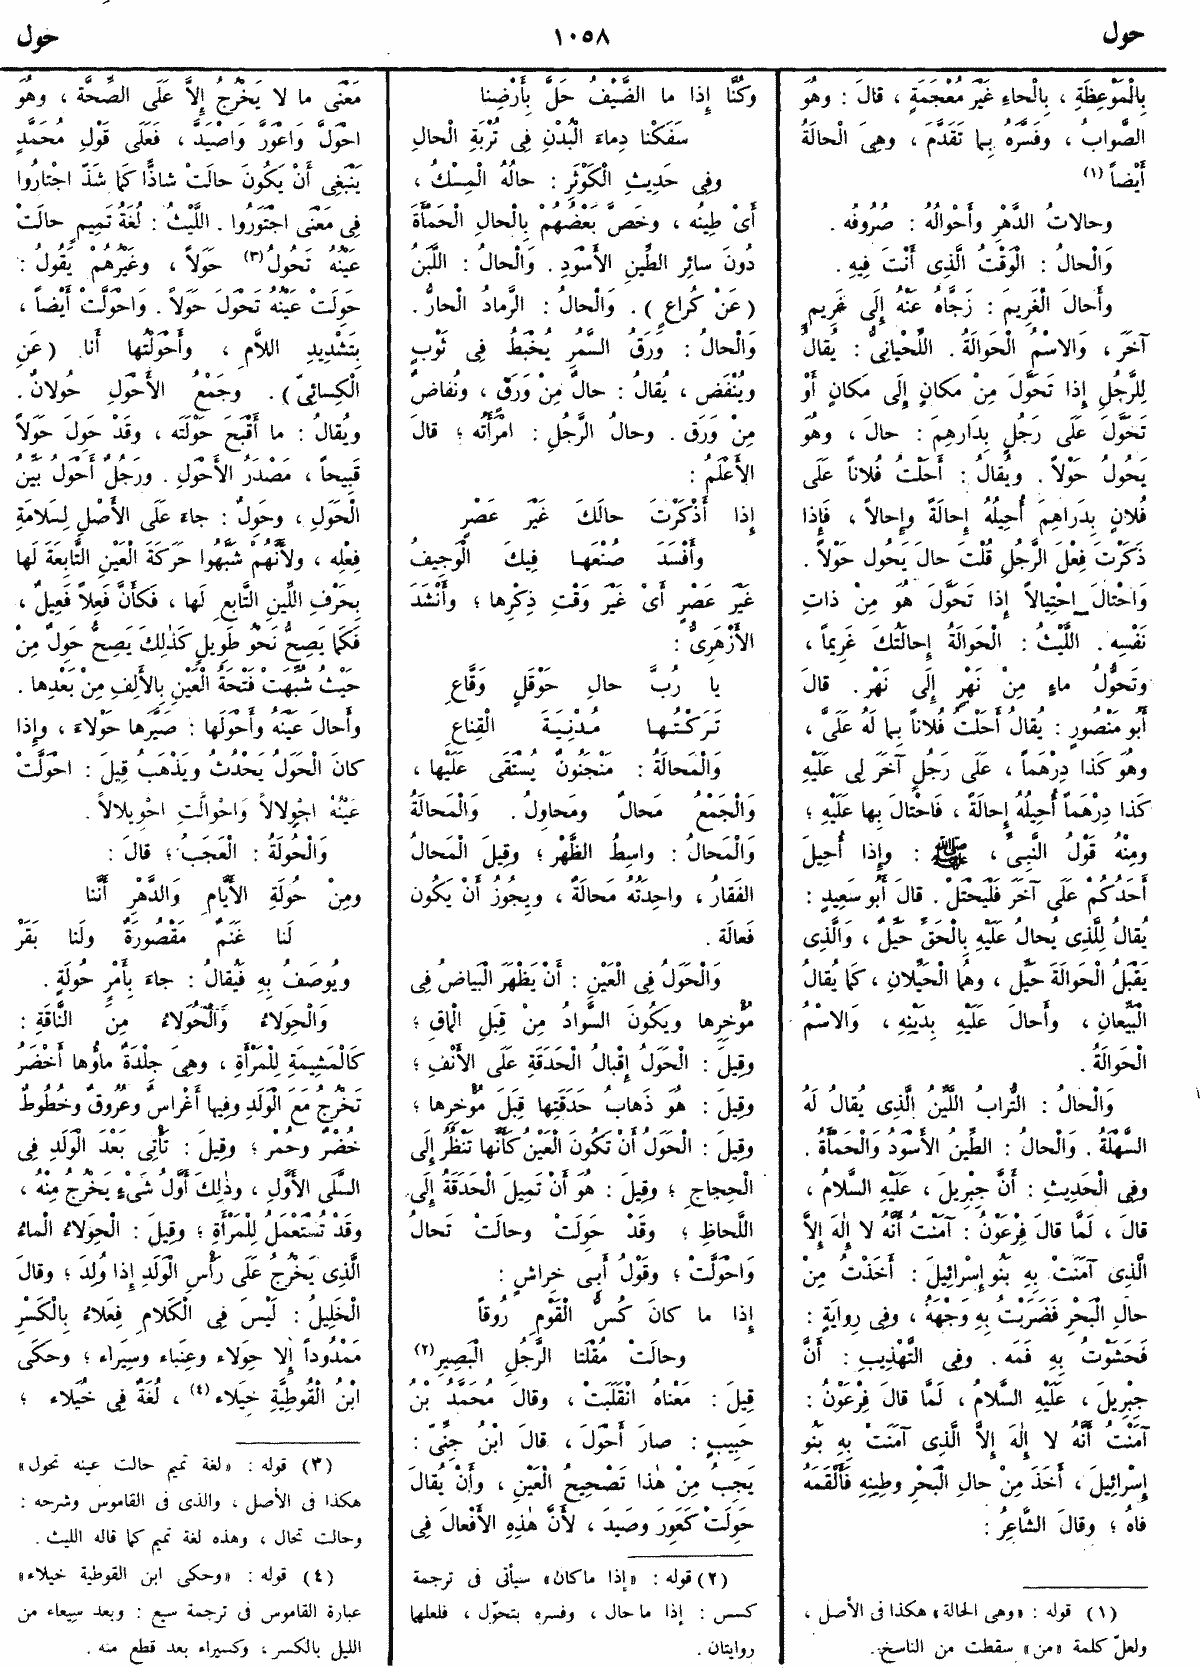 حول
١٠٥٨
حول
بِالْمَوْعِظَةِ ، بِالْحاءِ غَيْرَ مُعْجَمَةٍ ، قالَ : وهُوَ
الصَّوابُ ، وفَسَّرَهُ بِما تَقَدَّمَ ، وهِىَ الْحالَةُ
أَيْضاً (١)
وحالاتُ الدَّهْرِ وأَحْوالُهُ : صُرُوفُه .
وَالْحالُ : الْوَقْتُ الَّذِى أَنْتَ فِيهِ .
وأَحالَ الْغَرِيمَ : زَجَّاهُ عَنْهُ إِلَى غَرِيمٍ
آخَرَ ، وَالاسْمُ الْحَوالَةُ . اللِّحْيانِىُّ : يُقالُ
لِلرَّجُلِ إِذا تَحَوَّلَ مِنْ مَكانٍ إِلَى مَكانٍ أَوْ
تَحَوَّلَ عَلَى رَجُلٍ بِدَارهِمَ : حالَ ، وهُوَ
يَحُولُ حَوْلاً . ويُقالُ : أَحَلْتُ فُلاناً عَلَى
فُلانٍ بِدَراهِمَ أُحِيلُهُ إِحالَةً وإِحالاً ، فَإِذا
ذَكَرْتَ فِعْلَ الرَّجُلِ قُلْتَ حالَ يَحُول حَوْلاً .
وَاحْتالَ احْتِيالاً إِذا تَحَوَّلَ هُوَ مِنْ ذاتِ
نَفْسِه . اللَّيْثُ : الْحَوالَةُ إِحالَتُكَ غَرِيماً ،
وتَحَوُّلُ ماءٍ مِنْ نَهْرٍ إِلَى نَهْر . قالَ
أَبُو مَنْصُورٍ : يُقالُ أَحَلْتُ فُلاناً بِما لَهُ عَلَىَّ ،
وهُوَ كَذا دِرْهَماً ، عَلَى رَجُلٍ آخَرَ لِى عَلَيْهِ
كَذا دِرْهَماً أُحِيلُهُ إِحالَةً ، فَاحْتالَ بِها عَلَيْهِ ؛
ومِنْهُ قَوْلُ النَّبِىِّ ، ﷺ : وإِذا أُحِيلَ
أَحَدُكُمْ عَلَى آخَرَ فَلْيَحْتَلْ . قالَ أَبُو سَعِيدٍ :
يُقالُ لِلَّذِى يُحالُ عَلَيْهِ بِالْحَقِّ حَيِّلٌ ، وَالَّذِى
يَقْبَلُ الْحَوالَةَ حَيِّل ، وهُما الْحَيِّلانِ ، كَما يُقالُ
الْبَيِّعانِ ، وأَحالَ عَلَيْهِ بِدَيْنِهِ ، وَالاسْمُ
الْحَوالَةُ .
وَالْحالُ : التُّرابُ اللَّيِّنُ الَّذِى يُقالُ لَهُ
السَّهْلَةُ . وَالْحالُ : الطِّينُ الأَسْوَدُ وَالْحَمْأَةُ .
وفِى الْحَدِيثِ : أَنَّ جِبْرِيلَ ، عَلَيْهِ السَّلامُ ،
قالَ ، لَمَّا قالَ فِرْعَوْنُ : آمَنْتُ أَنَّهُ لا إِلٰهَ إِلاَّ
الَّذِى آمَنَتْ بِهِ بَنُو إِسْرائِيلَ : أَخَذْتُ مِنْ
حالِ الْبَحْرِ فَضَرَبْتُ بِهِ وَجْهَهُ ، وفِى رِوايَةٍ :
فَحَشَوْتُ بِهِ فَمَه . وفِى التَّهْذِيبِ : أَنَّ
جِبْرِيلَ ، عَلَيْهِ السَّلامُ ، لَمَّا قالَ فِرْعَوْنُ :
آمَنْتُ أَنَّهُ لا إِلٰهَ إِلاَّ الَّذِى آمَنَتْ بِهِ بَنُو
إِسْرائِيلَ ، أَخَذَ مِنْ حالِ الْبَحْرِ وطِينِهِ فَأَلْقَمَهُ
فاهُ ؛ وقالَ الشَّاعِرُ :
(١) قوله : «وهى الحالة» هكذا فى الأصل ،
ولعلّ كلمة «من» سقطت من الناسخ .
وكُنَّا إِذا ما الضَّيْفُ حَلَّ بِأَرْضِنا
سَفَكْنا دِماءَ الْبُدْنِ فِى تُرْبَةِ الْحالِ
وفِى حَدِيثِ الْكَوْثَرِ : حالُهُ الْمِسْكُ ،
أَىْ طِينُه ، وخَصَّ بَعْضُهُمْ بِالْحالِ الْحَمْأَةَ
دُونَ سائِرِ الطِّينِ الأَسْوَدِ . وَالْحالُ : اللَّبَنُ
(عَنْ كُراعٍ) . وَالْحالُ : الرَّمادُ الْحارُّ .
وَالْحالُ : وَرَقُ السَّمُرِ يُخْبَطُ فِى ثَوْبٍ
ويُنْفَض ، يُقالُ : حالٌ مِنْ وَرَقٍ ، ونُفاضٌ
مِنْ وَرَق . وحالُ الرَّجُلِ : امْرَأَتُه ؛ قالَ
الأَعْلَمُ :
إِذا أَذْكَرْتَ حالَكَ غَيْرَ عَصْرٍ
وأَفْسَدَ صُنْعَها فِيكَ الْوَجِيفُ
غَيْرَ عَصْرٍ أَىْ غَيْرَ وَقْتِ ذِكْرِها ؛ وأَنْشَدَ
الأَزْهَرِىُّ :
يا رُبَّ حالِ حَوْقَلٍ وَقَّاعِ
تَرَكْتُها مُدْنِيَةَ الْقِناعِ
وَالْمَحالَةُ : مَنْجَنُونٌ يُسْتَقَى عَلَيْها ،
وَالْجَمْعُ مَحالٌ ومَحاوِلُ . وَالْمَحالَةُ
وَالْمَحالُ : واسِطُ الظَّهْرِ ؛ وقِيلَ الْمَحالُ
الفَقارُ ، واحِدَتُهُ مَحالَةٌ ، ويجُوزُ أَنْ يَكُونَ
فَعالَة .
وَالْحَوَلُ فِى الْعَيْنِ : أَنْ يَظْهَرَ الْبَياضُ فِى
مُؤْخِرِها ويَكُونَ السَّوادُ مِنْ قِبَلِ الْماقِ ؛
وقِيلَ : الْحَوَلُ إِقْبالُ الْحَدَقَةِ عَلَى الأَنْفِ ؛
وقِيلَ : هُوَ ذَهابُ حَدَقَتِها قِبَلَ مُؤْخِرِها ؛
وقِيلَ : الْحَوَلُ أَنْ تَكُونَ الْعَيْنُ كَأَنَّها تَنْظُرُ إِلَى
الْحِجاجِ ؛ وقِيلَ : هُوَ أَنْ تَمِيلَ الْحَدَقَةُ إِلَى
اللَّحاظِ ؛ وقَدْ حَوِلَتْ وحالَتْ تَحالُ
وَاحْوَلَّتْ ؛ وقَوْلُ أَبِى خِراشٍ :
إِذا ما كانَ كُسُّ الْقَوْمِ رُوقاً
وحالَتْ مُقْلَتا الرَّجُلِ الْبَصِيرِ (٢)
قِيلَ : مَعْناهُ انْقَلَبَتْ ، وقالَ مُحَمَّدُ بْنُ
حَبِيبٍ : صارَ أَحْوَلَ ، قالَ ابْنُ جِنِّى :
يَجِبُ مِنْ هٰذا تَصْحِيحُ الْعَيْنِ ، وأَنْ يُقالَ
حَوِلَتْ كَعَوِرَ وصَيِدَ ، لأَنَّ هٰذِهِ الأَفْعالَ فِى
(٢) قوله : «إذا ما كان» سيأتى فى ترجمة
كسس : إذا ما حال ، وفسره بتحوّل ، فلعلها
روايتان .
مَعْنَى ما لا يَخْرُجُ إِلاَّ عَلَى الصِّحَّة ، وهُوَ
احْوَلَّ وَاعْوَرَّ وَاصْيَدَّ ، فَعَلَى قَوْلِ مُحَمَّدٍ
يَنْبَغِى أَنْ يَكُونَ حالَتْ شاذًّا كَما شَذَّ اجْتارُوا
فِى مَعْنَى اجْتَوَرُوا . اللَّيْثُ : لُغَةُ تَمِيمٍ حالَتْ
عَيْنُهُ تَحُولُ (٣) حَوَلاً ، وغَيْرُهُمْ يَقُولُ :
حَوِلَتْ عَيْنُهُ تَحْوَلَ حَوَلاً . وَاحْوَلَّتْ أَيْضاً ،
بِتَشْدِيدِ اللاَّمِ ، وأَحْوَلْتُها أَنا (عَنِ
الْكِسائِىِّ) . وجَمْعُ الأَحْوَلِ حُولانٌ .
ويُقالُ : ما أَقْبَحَ حَوْلَتَه ، وقَدْ حَوِلَ حَوَلاً
قَبِيحاً ، مَصْدَرُ الأَحْوَلِ . ورَجُلٌ أَحْوَلُ بَيِّنُ
الْحَوَلِ ، وحَوِلٌ : جاءَ عَلَى الأَصْلِ لِسَلامَةِ
فِعْلِه ، ولأَنَّهُمْ شَبَّهُوا حَرَكَةَ الْعَيْنِ التَّابِعَةَ لَها
بِحَرْفِ اللِّينِ التَّابِعِ لَها ، فَكَأَنَّ فَعِلاً فَعِيلٌ ،
فَكَما يَصِحُّ نَحْوُ طَوِيلٍ كَذٰلِكَ يَصِحُّ حَوِلٌ مِنْ
حَيْثُ شُبِّهَتْ فَتْحَةُ الْعَيْنِ بِالأَلِفِ مِنْ بَعْدِها .
وأَحالَ عَيْنَهُ وأَحْوَلَها : صَيَّرَها حَوْلاءَ ، وإِذا
كانَ الْحَوَلُ يَحْدُثُ ويَذْهَبُ قِيلَ : احْوَلَّتْ
عَيْنُهُ احْوِلالاً وَاحْوالَّتِ احْوِيلالاً .
وَالْحُولَةُ : الْعَجَبُ ؛ قالَ :
ومِنْ حُولَةِ الأَيَّامِ وَالدَّهْرِ أَنَّنا
لَنا غَنَمٌ مَقْصُورَةٌ ولَنا بَقَرْ
ويُوصَفُ بِهِ فَيُقالُ : جاءَ بِأَمْرٍ حُولَةٍ .
وَالْحِولاءُ وَالْحُوَلاءُ مِنَ النَّاقَةِ :
كَالْمَشِيمَةِ لِلْمَرْأَةِ ، وهِىَ جِلْدَةٌ ماؤُها أَخْضَرُ
تَخْرُجُ مَعَ الْوَلَدِ وفِيها أَغْراسٌ وعُرُوقٌ وخُطُوطٌ
خُضْرٌ وحُمْر ؛ وقِيلَ : تَأْتِى بَعْدَ الْوَلَدِ فِى
السَّلَى الأَوَّلِ ، وذٰلِكَ أَوَّلُ شَىْءٍ يَخْرُجُ مِنْهُ ،
وقَدْ تُسْتَعْمَلُ لِلْمَرْأَةِ ؛ وقِيلَ : الْحِوَلاءُ الْماءُ
الَّذِى يَخْرُجُ عَلَى رَأْسِ الْوَلَدِ إِذا وُلِدَ ؛ وقالَ
الْخَلِيلُ : لَيْسَ فِى الْكَلامِ فِعَلاءُ بِالْكَسْرِ
مَمْدُوداً إِلا حِوَلاء وعِنَباء وسِيَراء ؛ وحكَى
ابْنُ الْقُوطِيَّةِ خِيَلاء (٤) ، لُغَةٌ فِى خُيَلاء ؛
(٣) قوله : «لغة تميم حالت عينه تحول»
هكذا فى الأصل ، والذى فى القاموس وشرحه :
وحالت تحال ، وهذه لغة تميم كما قاله الليث .
(٤) قوله : «وحكى ابن القوطية خيلاء»
عبارة القاموس فى ترجمة سيع : وبعد سِيعاء من
الليل بالكسر ، وكسيراء بعد قطع منه .